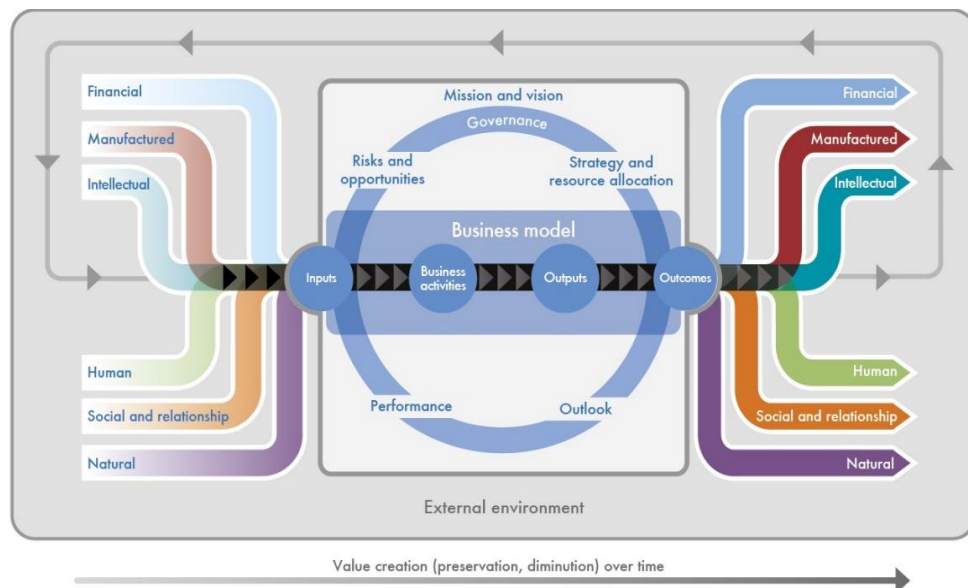 Financial
Manufactured
Intellectual
Human
Social and relationship
Natural
Mission and vision
Governance
Risks and
opportunities
Strategy and
resource allocation
Business model
Inputs
Business
activities
Outputs
Outcomes
Performance
Outlook
Financial
Manufactured
Intellectual
Human
Social and relationship
Natural
External environment
Value creation (preservation, diminution) over time